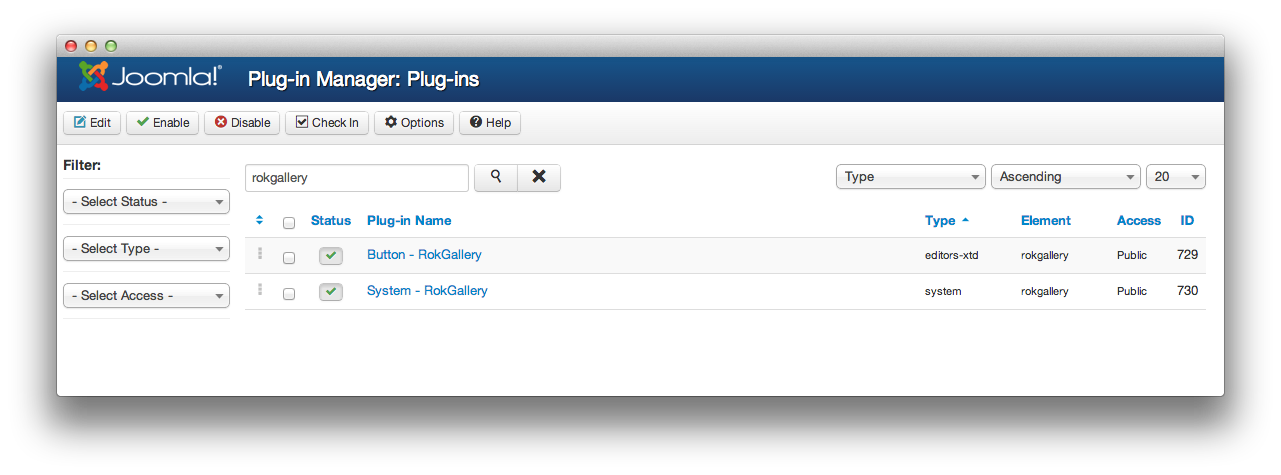 Joomla!® Plug-in Manager: Plug-ins
Edit Enable Disable Check In Options Help
Filter:
- Select Status -
- Select Type -
- Select Access -
rokgallery Type Ascending 20
Status Plug-in Name Type Element Access ID
Button - RokGallery editors-xtd rokgallery Public 729
System - RokGallery system rokgallery Public 730